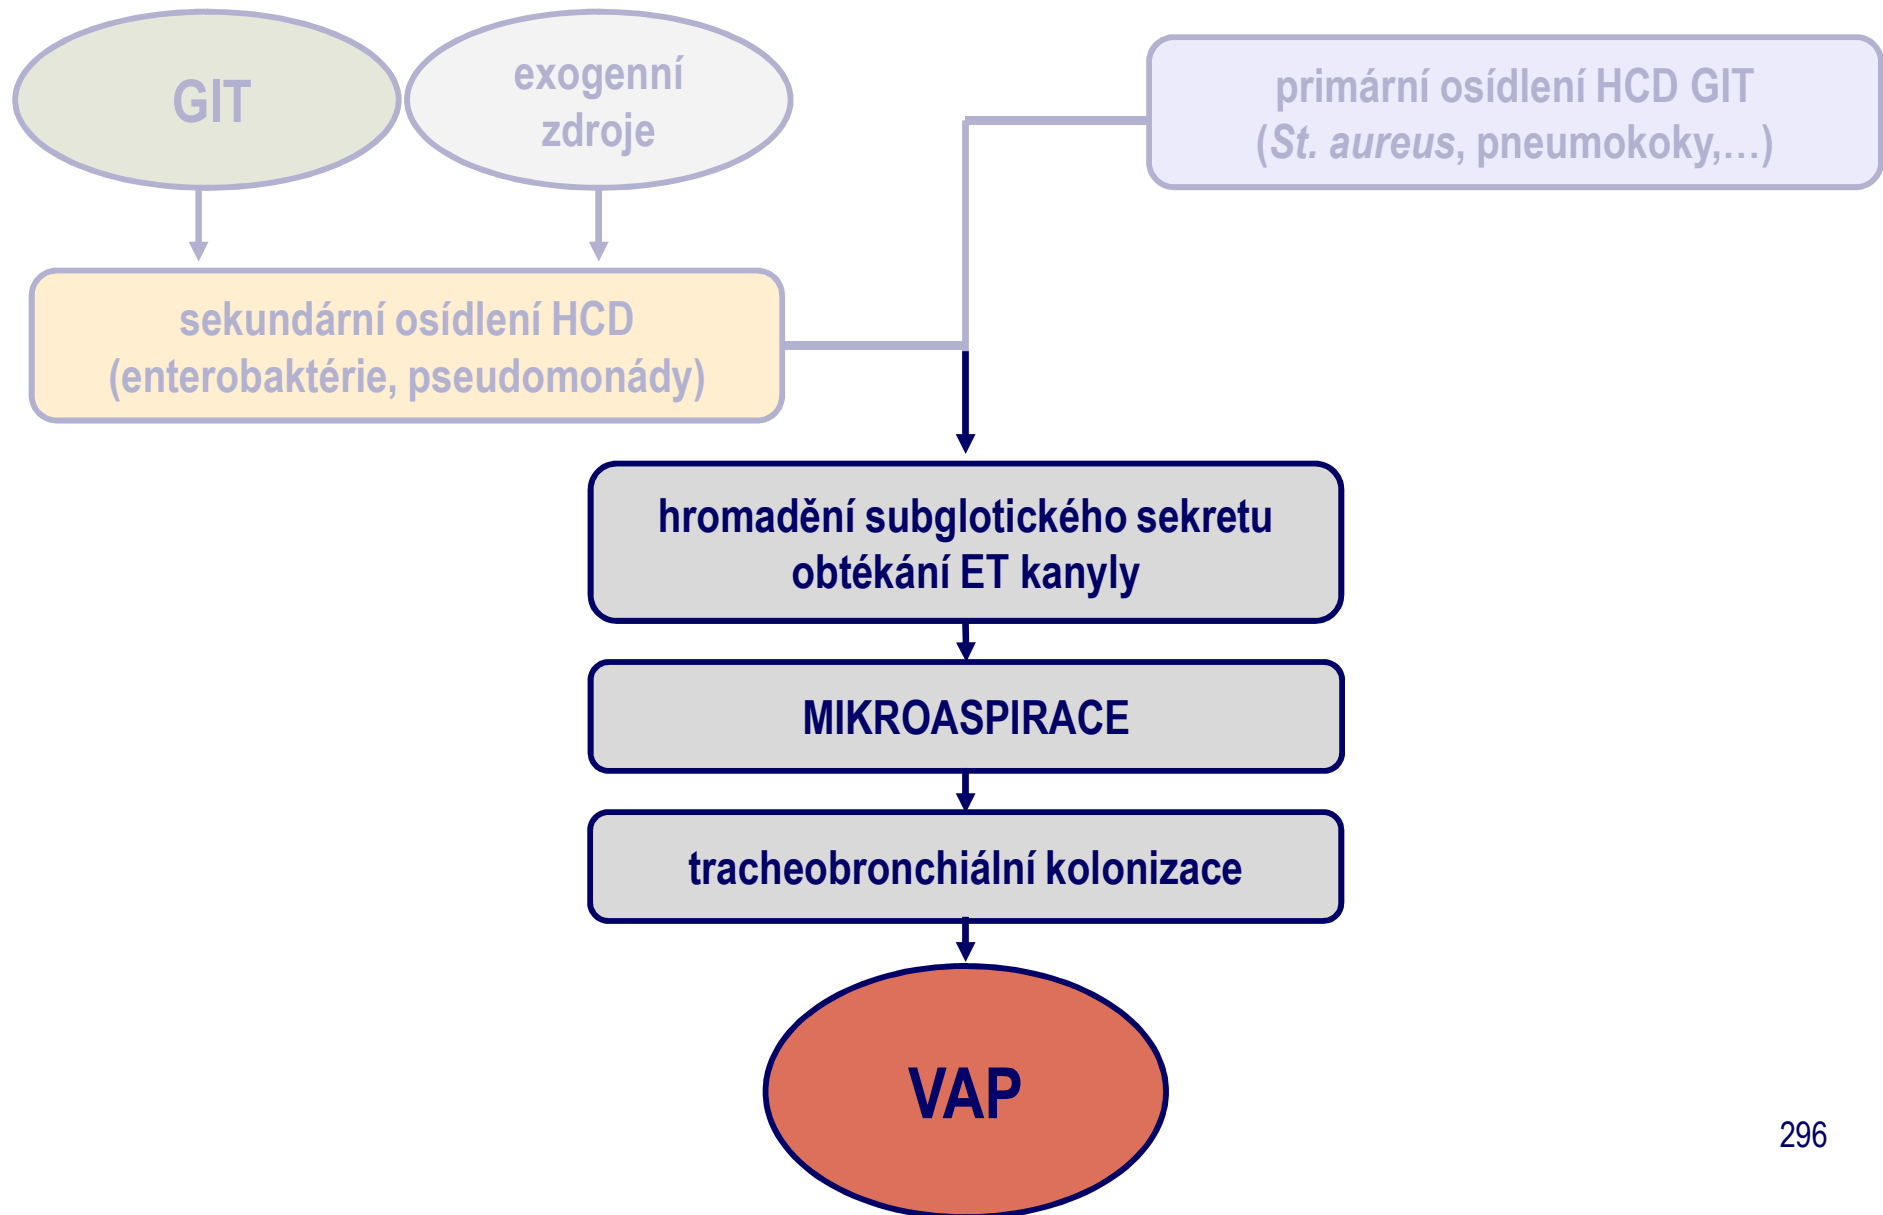 GIT
exogenní
zdroje
primární osídlení HCD GIT
(St. aureus, pneumokoky,…)
sekundární osídlení HCD
(enterobaktérie, pseudomonády)
hromadění subglotického sekretu
obtékání ET kanyly
MIKROASPIRACE
tracheobronchiální kolonizace
VAP
296